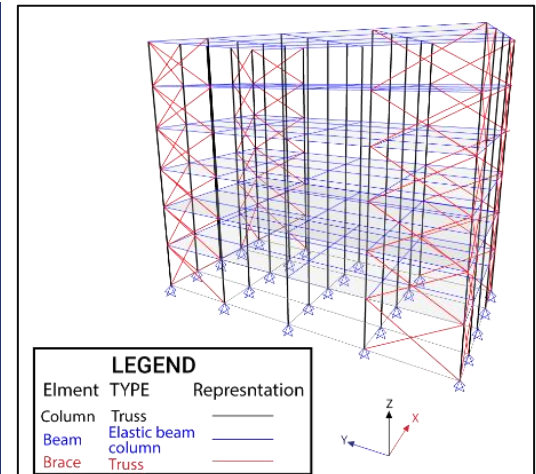 Z
X
Y
LEGEND
Elment TYPE Represntation
Column Truss
Beam Elastic beam column
Brace Truss